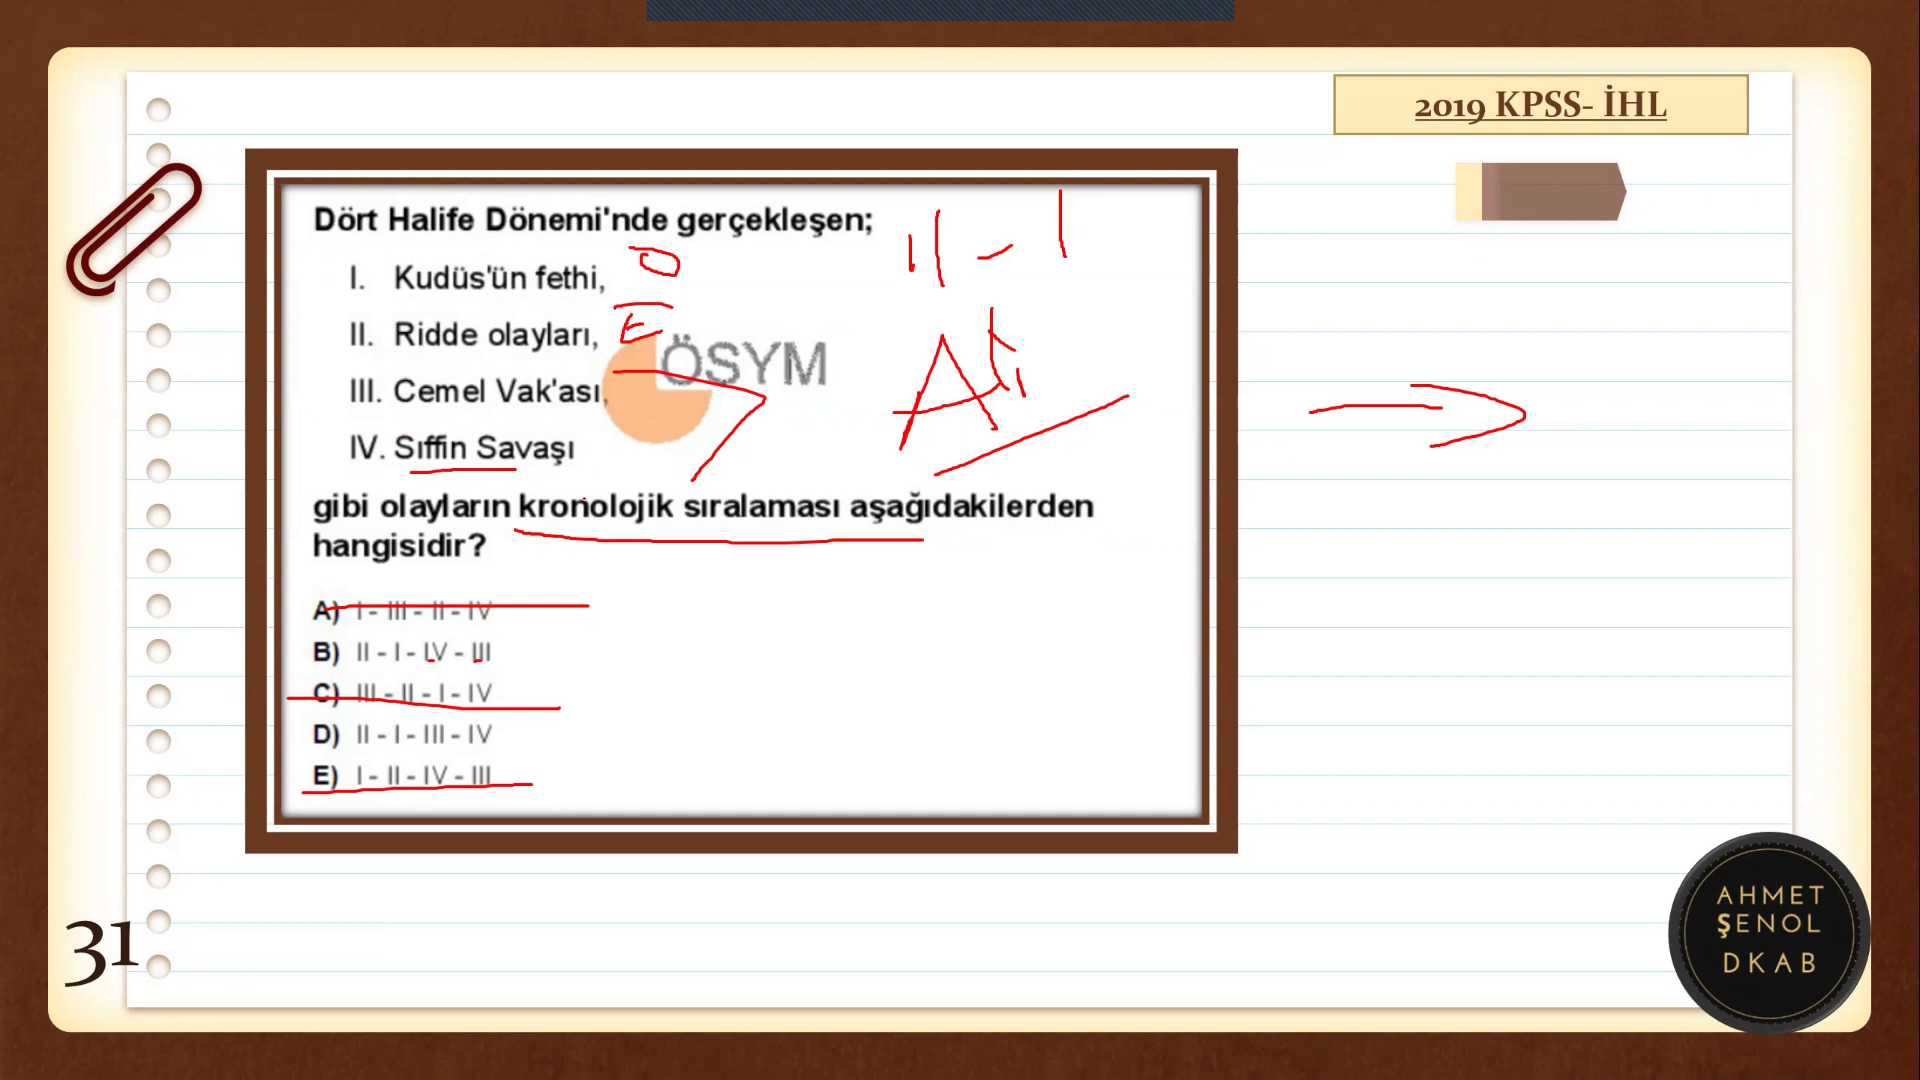 2019 KPSS- İHL
Dört Halife Dönemi'nde gerçekleşen;
I. Kudüs'ün fethi, Ö
II. Ridde olayları, E
ÖSYM
III. Cemel Vak'ası,
IV. Sıffin Savaşı
II - I
Ali
gibi olayların kronolojik sıralaması aşağıdakilerden
hangisidir?
A) I - III - II - IV
B) II - I - IV - III
C) III - II - I - IV
D) II - I - III - IV
E) I - II - IV - III
31
AHMET
ŞENOL
DKAB